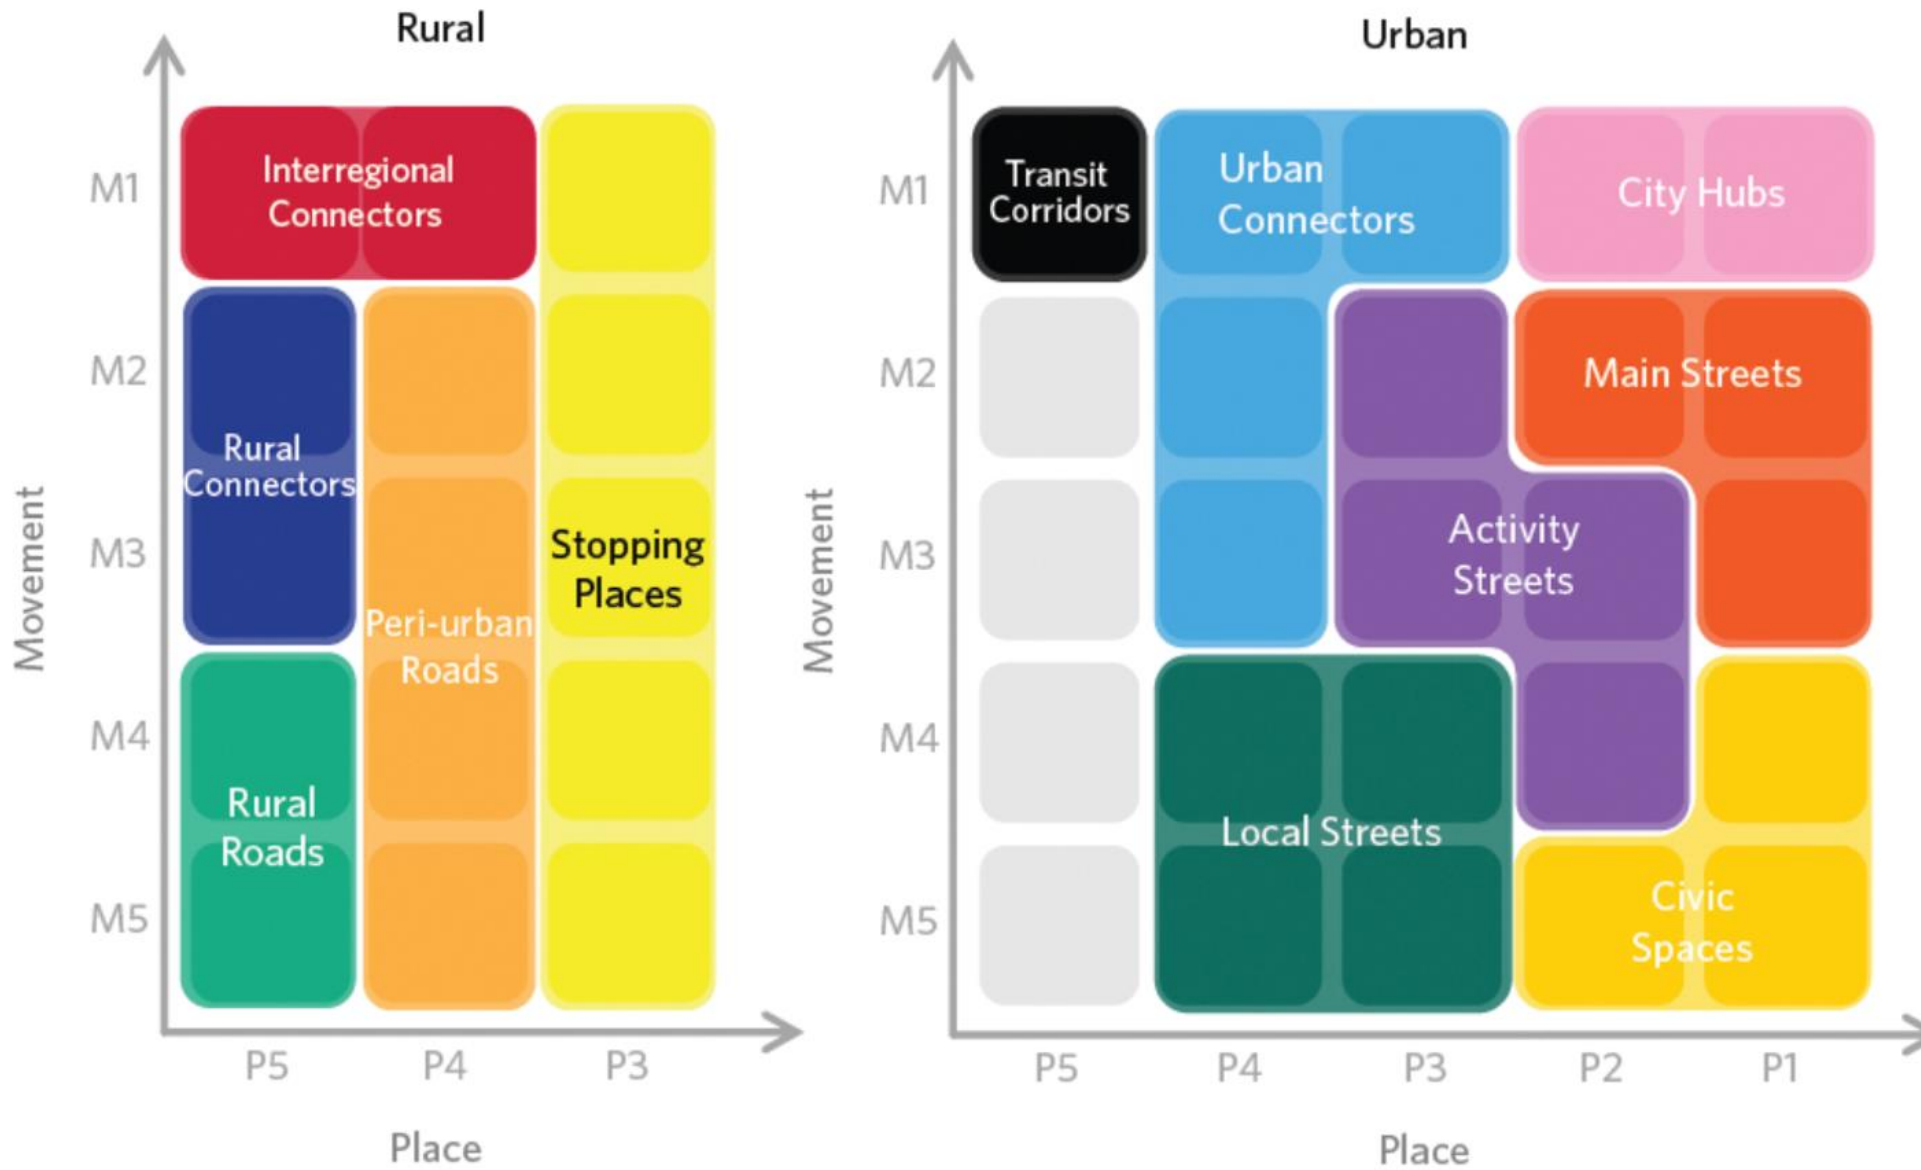 Rural
Interregional
Connectors
Rural
Connectors
Peri-urban
Roads
Stopping
Places
Rural
Roads
M1
M2
M3
M4
M5
Movement
P5 P4 P3
Place
Urban
Transit
Corridors
Urban
Connectors
City Hubs
Main Streets
Activity
Streets
Local Streets
Civic
Spaces
M1
M2
M3
M4
M5
Movement
P5 P4 P3 P2 P1
Place